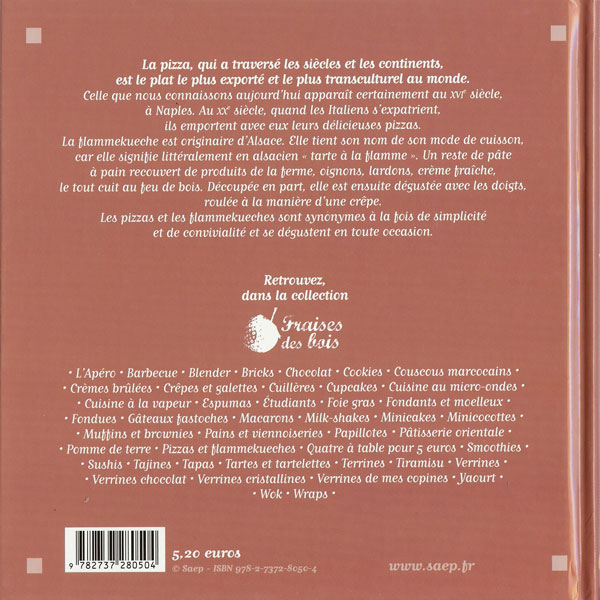 La pizza, qui a traversé les siècles et les continents,
est le plat le plus exporté et le plus transculturel au monde.
Celle que nous connaissons aujourd'hui apparaît certainement au XVIe siècle,
à Naples. Au XXe siècle, quand les Italiens s'expatrient,
ils emportent avec eux leurs délicieuses pizzas.
La flammekueche est originaire d'Alsace. Elle tient son nom de son mode de cuisson,
car elle signifie littéralement en alsacien « tarte à la flamme ». Un reste de pâte
à pain recouvert de produits de la ferme, oignons, lardons, crème fraîche,
le tout cuit au feu de bois. Découpée en part, elle est ensuite dégustée avec les doigts,
roulée à la manière d'une crêpe.
Les pizzas et les flammekueches sont synonymes à la fois de simplicité
et de convivialité et se dégustent en toute occasion.
Retrouvez,
dans la collection
Fraises
des bois
· L'Apéro · Barbecue · Blender · Bricks · Chocolat · Cookies · Couscous marcocains ·
· Crèmes brûlées · Crêpes et galettes · Cuillères · Cupcakes · Cuisine au micro-ondes ·
· Cuisine à la vapeur · Espumas · Étudiants · Foie gras · Fondants et moelleux ·
· Fondues · Gâteaux fastoches · Macarons · Milk-shakes · Minicakes · Minicocottes ·
· Muffins et brownies · Pains et viennoiseries · Papillotes · Pâtisserie orientale ·
· Pomme de terre · Pizzas et flammekueches · Quatre à table pour 5 euros · Smoothies ·
· Sushis · Tajines · Tapas · Tartes et tartelettes · Terrines · Tiramisu · Verrines ·
· Verrines chocolat · Verrines cristallines · Verrines de mes copines · Yaourt ·
· Wok · Wraps ·
5,20 euros
© Saep - ISBN 978-2-7372-8050-4
9 782737 280504
www.saep.fr